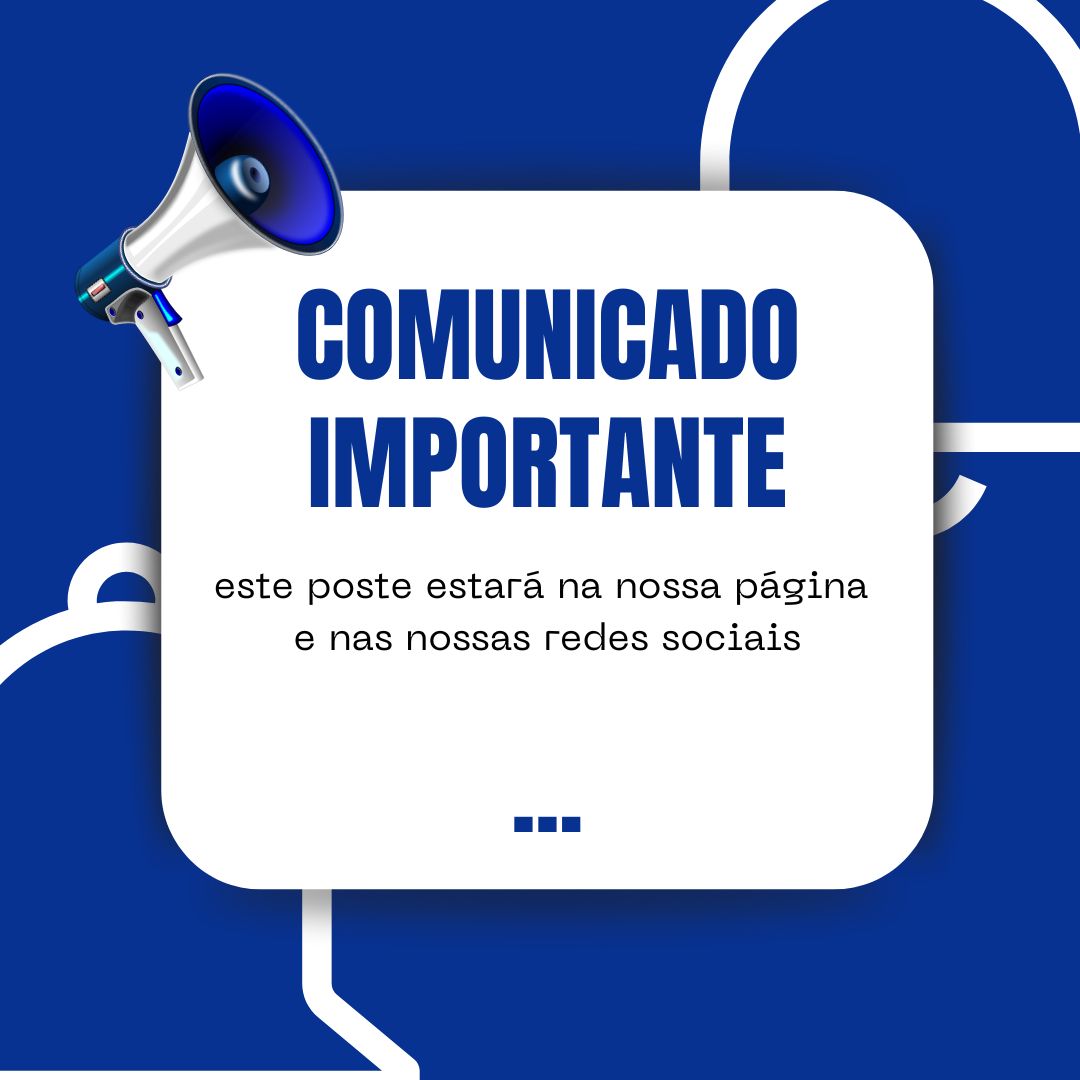 COMUNICADO
IMPORTANTE
este poste estará na nossa página
e nas nossas redes sociais
...